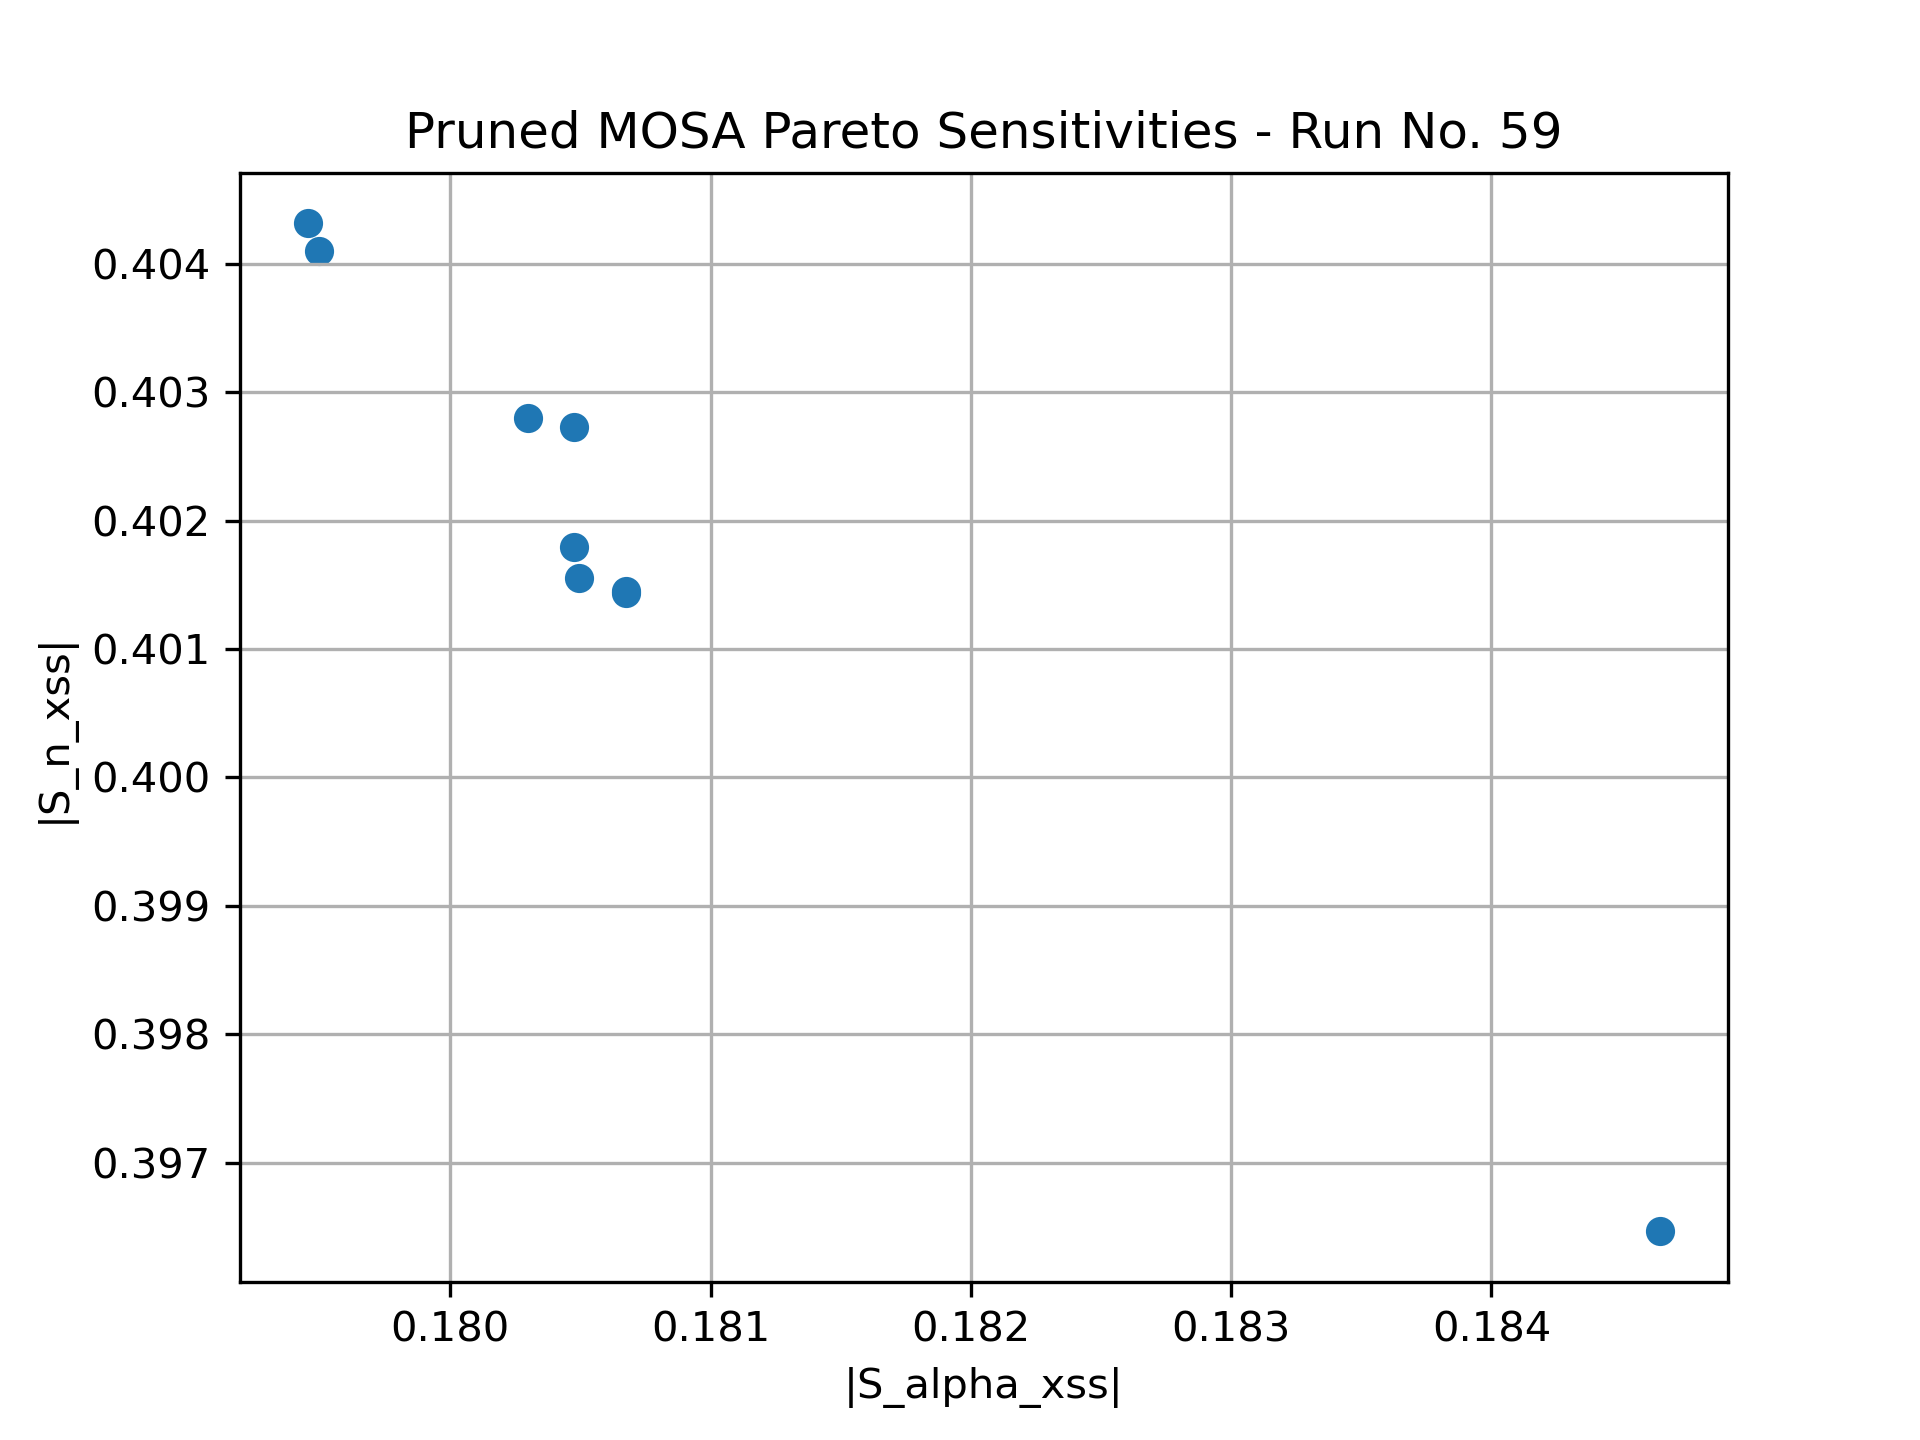 Pruned MOSA Pareto Sensitivities - Run No. 59
|S_n_xss|
0.404
0.403
0.402
0.401
0.400
0.399
0.398
0.397
0.180 0.181 0.182 0.183 0.184
|S_alpha_xss|